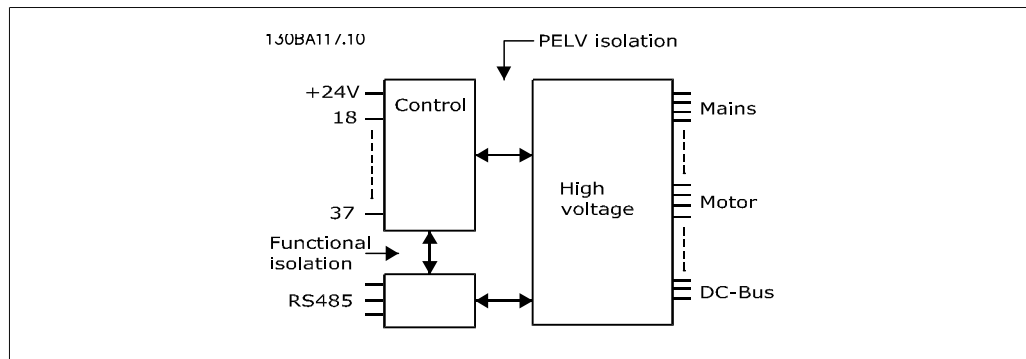 130BA117.10
PELV isolation
+24V
Control
18
Mains
37
High
voltage
Motor
Functional
isolation
RS485
DC-Bus